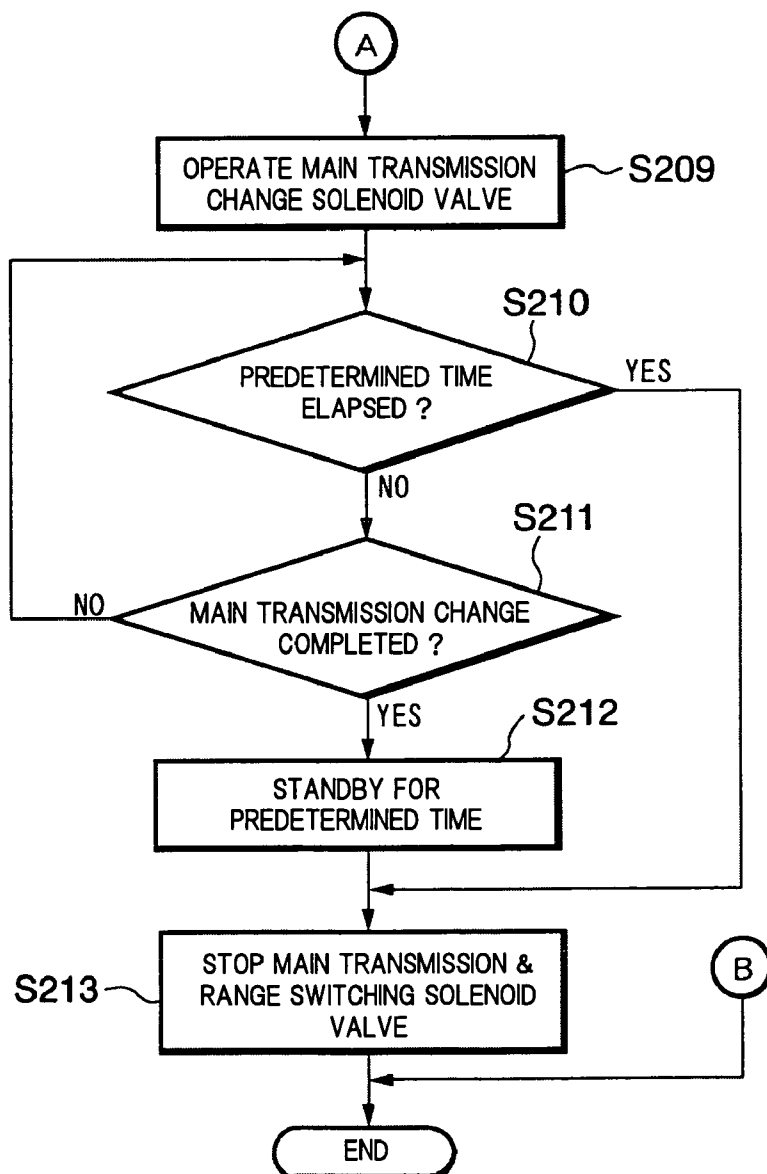 A
OPERATE MAIN TRANSMISSION
CHANGE SOLENOID VALVE
S209
S210
PREDETERMINED TIME
ELAPSED ?
YES
NO
S211
MAIN TRANSMISSION CHANGE
COMPLETED ?
NO
YES
S212
STANDBY FOR
PREDETERMINED TIME
B
STOP MAIN TRANSMISSION &
RANGE SWITCHING SOLENOID
VALVE
S213
END